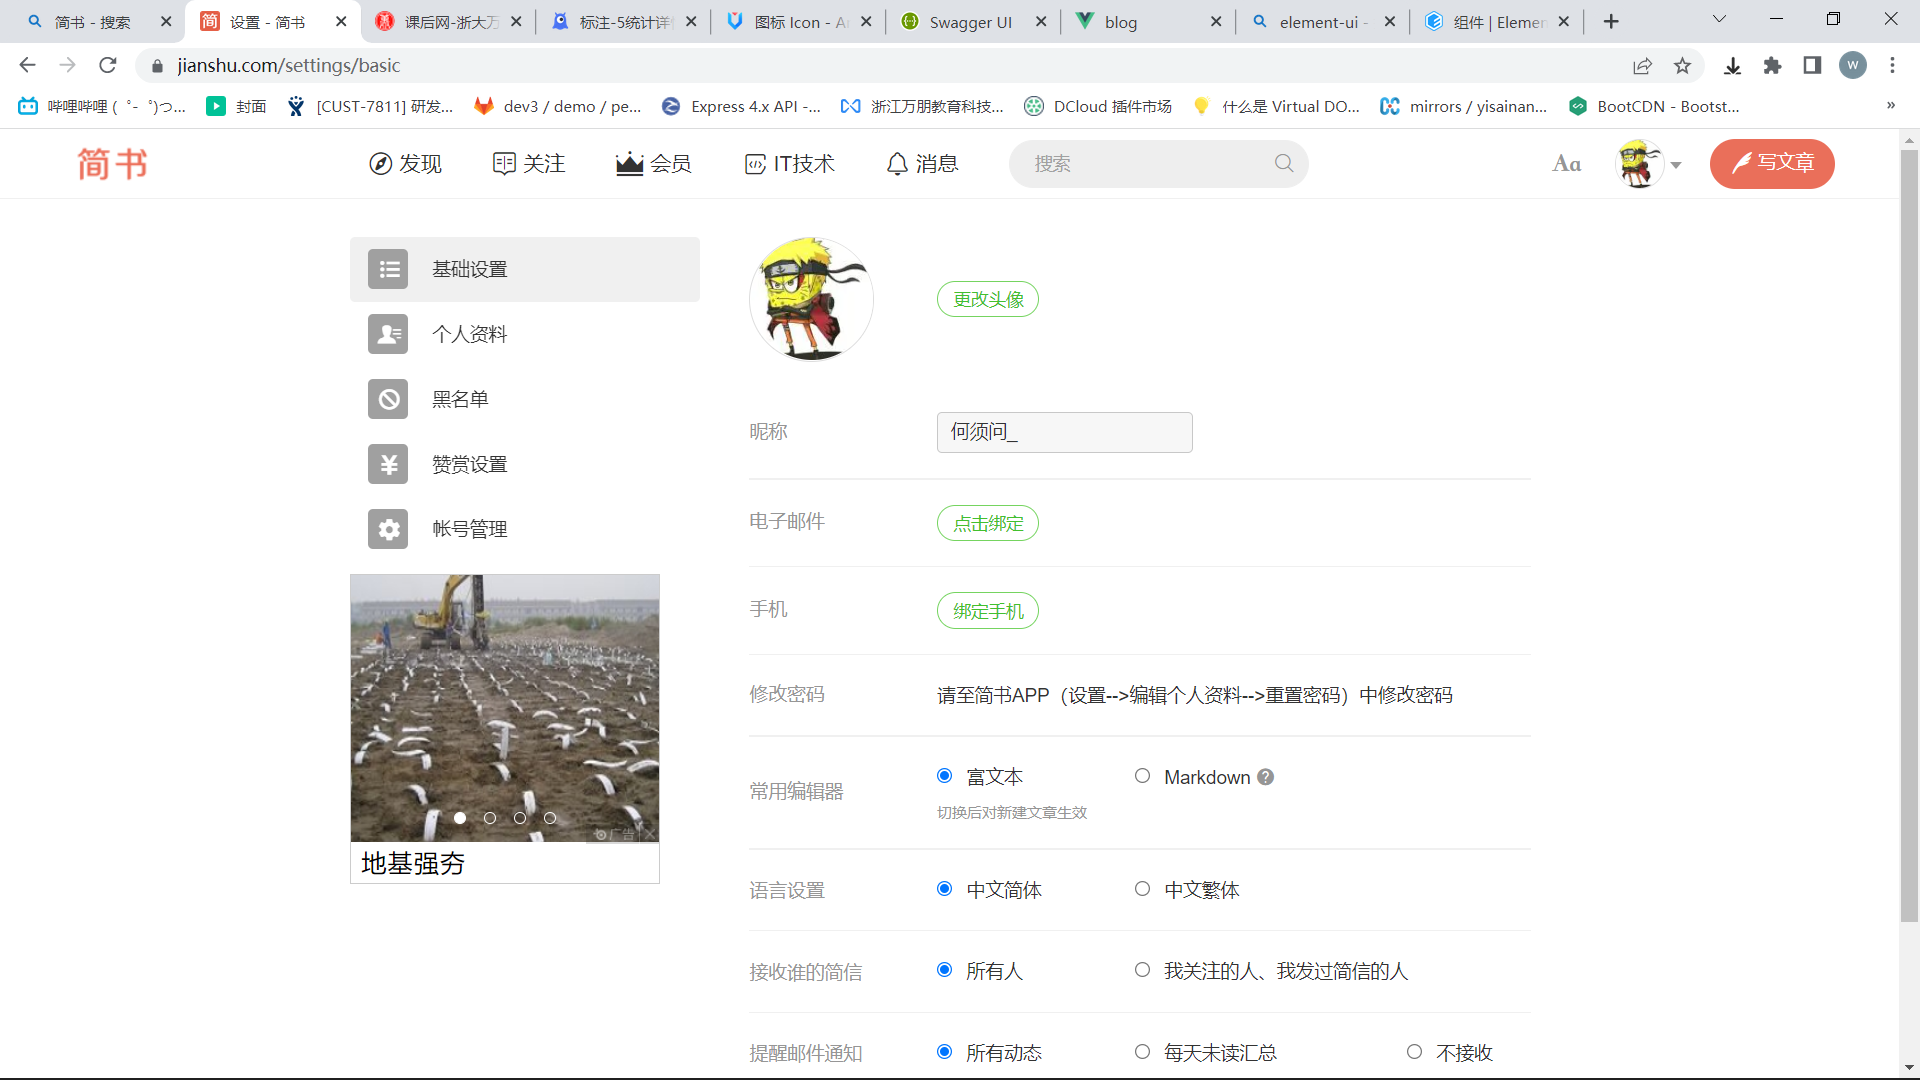 简书 - 搜索
设置 - 简书
课后网-浙大万
标注-5统计详
图标 Icon - A
Swagger UI
blog
element-ui -
组件 | Elemen
jianshu.com/settings/basic
W
哔哩哔哩 ( ゜- ゜)つ...
封面
[CUST-7811] 研发...
dev3 / demo / pe...
Express 4.x API -...
浙江万朋教育科技...
DCloud 插件市场
什么是 Virtual DO...
mirrors / yisainan...
BootCDN - Bootst...
»
简书
发现
关注
会员
IT技术
消息
搜索
Aa
写文章
基础设置
个人资料
黑名单
赞赏设置
帐号管理
广告
地基强夯
更改头像
昵称
何须问_
电子邮件
点击绑定
手机
绑定手机
修改密码
请至简书APP（设置-->编辑个人资料-->重置密码）中修改密码
常用编辑器
富文本
Markdown
切换后对新建文章生效
语言设置
中文简体
中文繁体
接收谁的简信
所有人
我关注的人、我发过简信的人
提醒邮件通知
所有动态
每天未读汇总
不接收